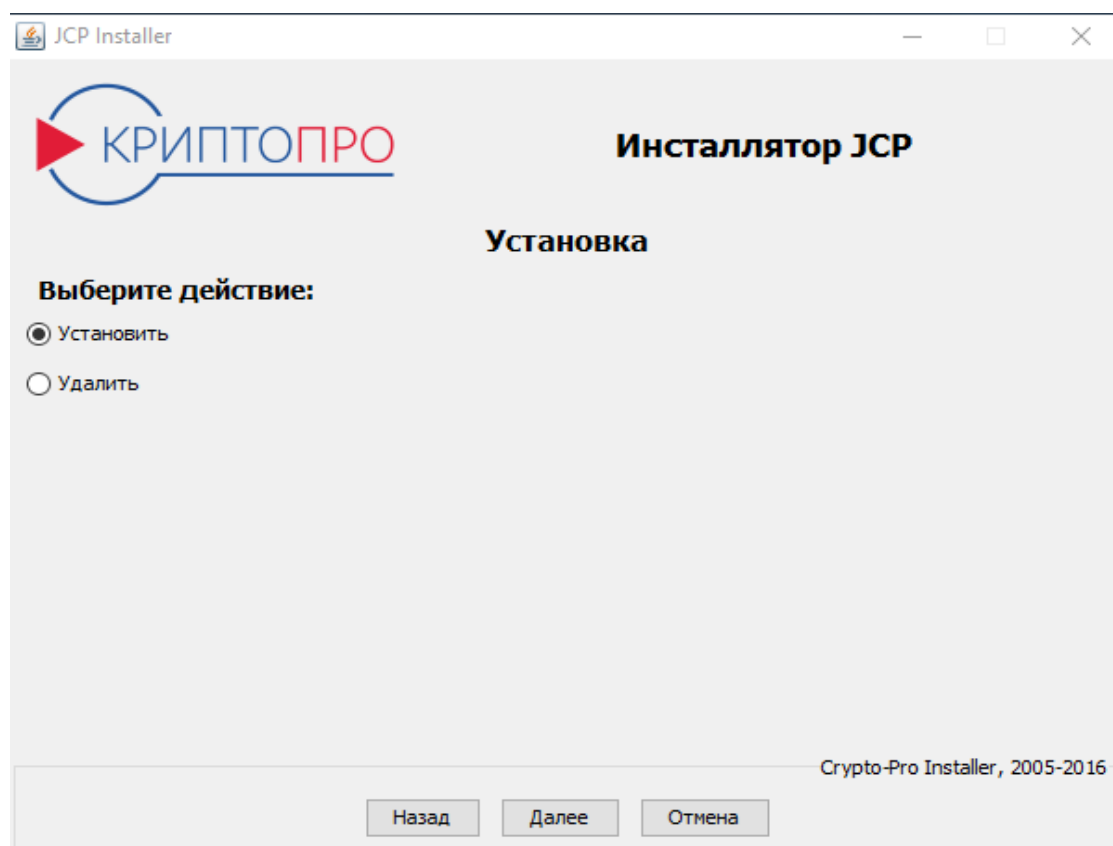 JCP Installer
КРИПТОПРО
Инсталлятор JCP
Установка
Выберите действие:
Установить
Удалить
Crypto-Pro Installer, 2005-2016
Назад Далее Отмена